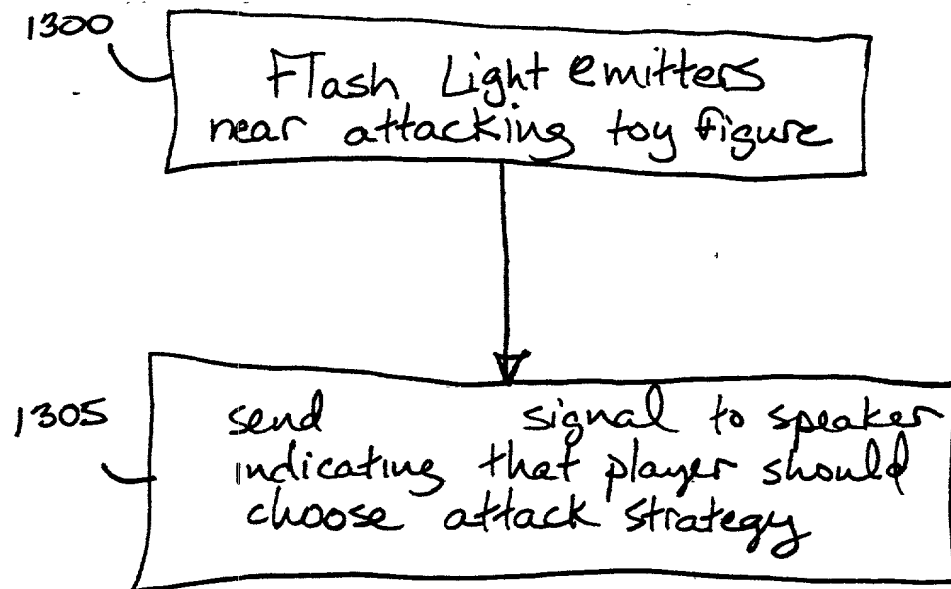 1300
Flash Light emitters
near attacking toy figure
1305
send signal to speaker
indicating that player should
choose attack strategy